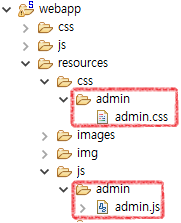 webapp
css
js
resources
css
admin
admin.css
images
img
js
admin
admin.js